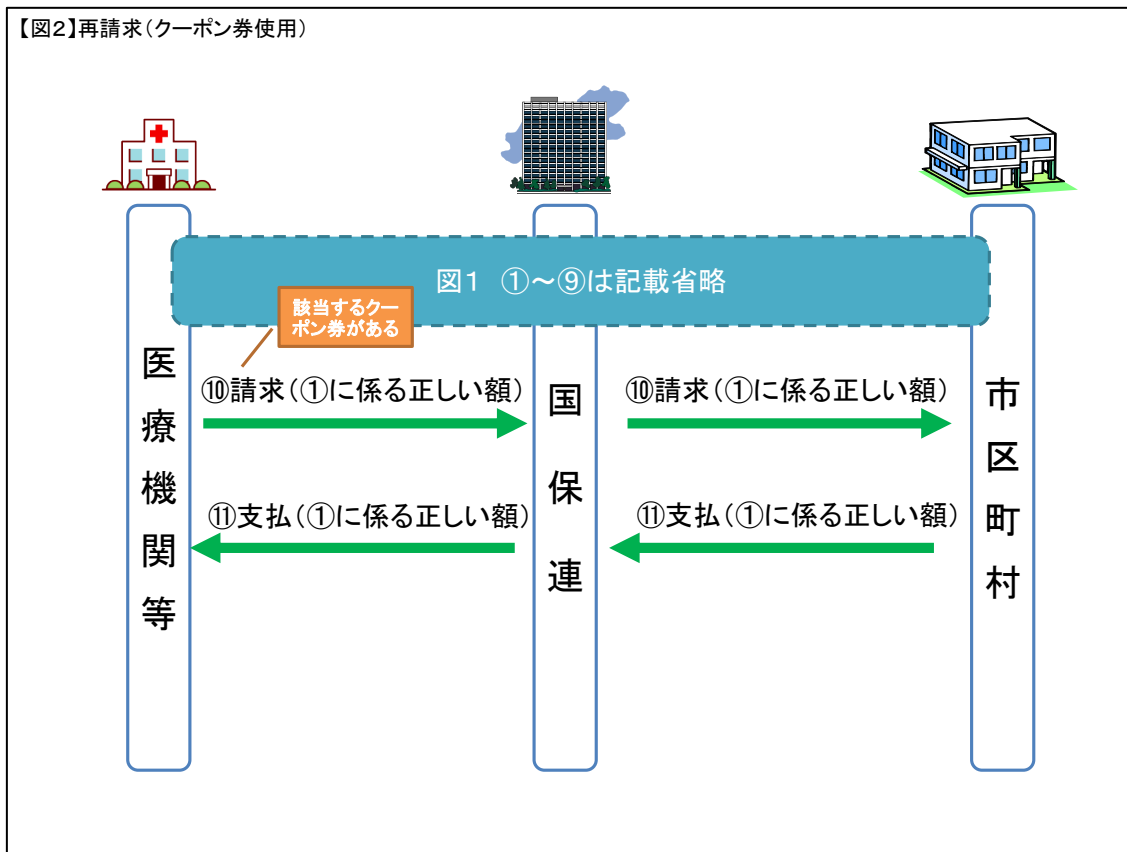 【図２】再請求（クーポン券使用）
図１　①～⑨は記載省略
該当するクー
ポン券がある
⑩請求（①に係る正しい額）
⑩請求（①に係る正しい額）
⑪支払（①に係る正しい額）
⑪支払（①に係る正しい額）
医療機関等
国保連
市区町村